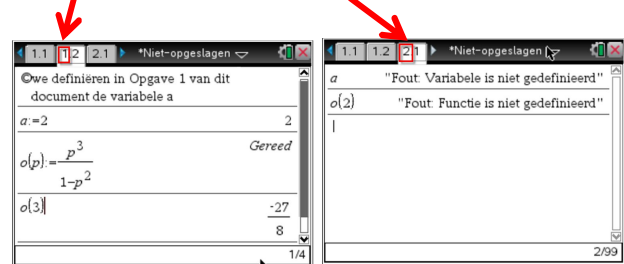 1.1 1.2 2.1 *Niet-opgeslagen
©we definiëren in Opgave 1 van dit
document de variabele a
a:=2 2
o(p):=p^3/(1-p^2) Gereed
o(3) -27/8
1/4
1.1 1.2 2.1 *Niet-opgeslagen
a "Fout: Variabele is niet gedefinieerd"
o(2) "Fout: Functie is niet gedefinieerd"
2/99